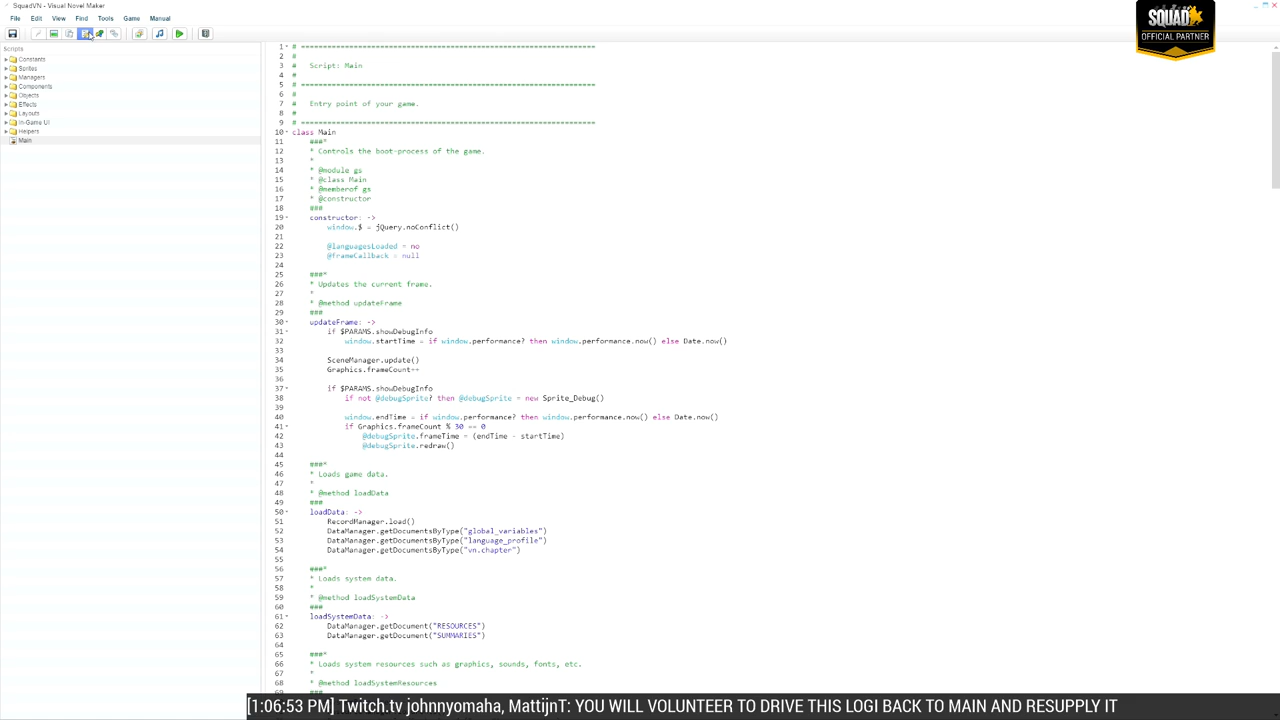 SquadVN - Visual Novel Maker
File Edit View Find Tools Game Manual
SQUAD
OFFICIAL PARTNER
Scripts
Constants
Sprites
Managers
Components
Objects
Effects
Layouts
In-Game UI
Helpers
Main
1 # ==============================================================================
2 #
3 #   Script: Main
4 #
5 # ==============================================================================
6 #
7 #   Entry point of your game.
8 #
9 # ==============================================================================
10 class Main
11 ###*
12 * Controls the boot-process of the game.
13 *
14 * @module gs
15 * @class Main
16 * @memberof gs
17 * @constructor
18 ###
19 constructor: ->
20 window.$ = jQuery.noConflict()
21
22 @languagesLoaded = no
23 @frameCallback = null
24
25 ###*
26 * Updates the current frame.
27 *
28 * @method updateFrame
29 ###
30 updateFrame: ->
31 if $PARAMS.showDebugInfo
32 window.startTime = if window.performance? then window.performance.now() else Date.now()
33
34 SceneManager.update()
35 Graphics.frameCount++
36
37 if $PARAMS.showDebugInfo
38 if not @debugSprite? then @debugSprite = new Sprite_Debug()
39
40 window.endTime = if window.performance? then window.performance.now() else Date.now()
41 if Graphics.frameCount % 30 == 0
42 @debugSprite.frameTime = (endTime - startTime)
43 @debugSprite.redraw()
44
45 ###*
46 * Loads game data.
47 *
48 * @method loadData
49 ###
50 loadData: ->
51 RecordManager.load()
52 DataManager.getDocumentsByType("global_variables")
53 DataManager.getDocumentsByType("language_profile")
54 DataManager.getDocumentsByType("vn.chapter")
55
56 ###*
57 * Loads system data.
58 *
59 * @method loadSystemData
60 ###
61 loadSystemData: ->
62 DataManager.getDocument("RESOURCES")
63 DataManager.getDocument("SUMMARIES")
64
65 ###*
66 * Loads system resources such as graphics, sounds, fonts, etc.
67 *
68 * @method loadSystemResources
[1:06:53 PM] Twitch.tv johnnyomaha, MattijnT: YOU WILL VOLUNTEER TO DRIVE THIS LOGI BACK TO MAIN AND RESUPPLY IT